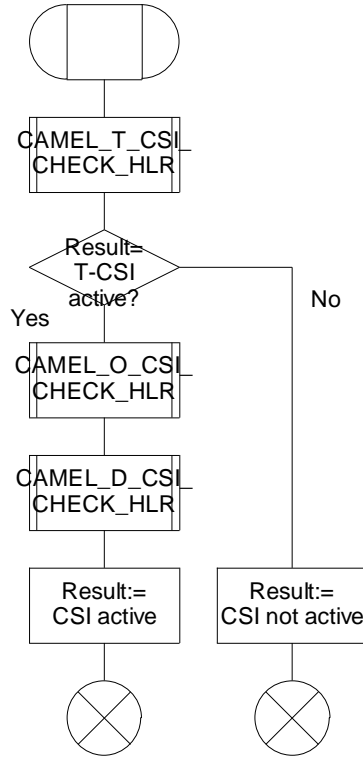 CAMEL_T_CSI_
CHECK_HLR
Result=
T-CSI
active?
Yes
No
CAMEL_O_CSI_
CHECK_HLR
CAMEL_D_CSI_
CHECK_HLR
Result:=
CSI active
Result:=
CSI not active